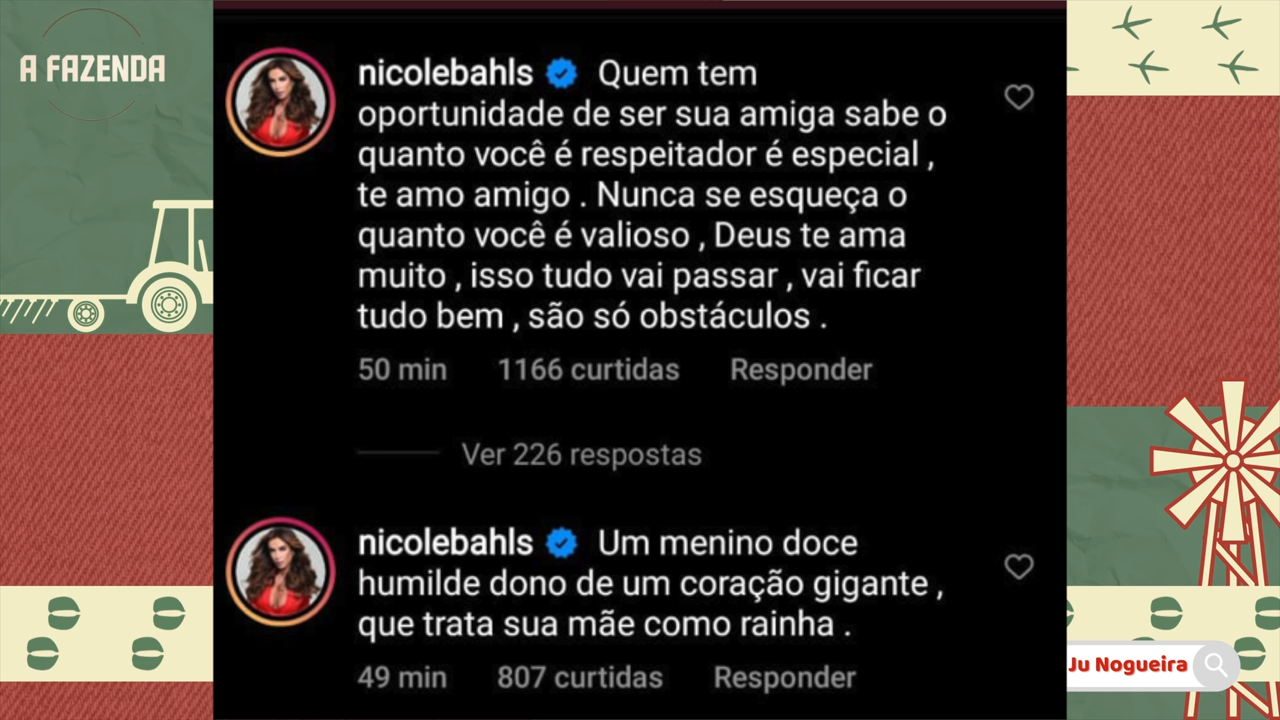 A FAZENDA
nicolebahls Quem tem
oportunidade de ser sua amiga sabe o
quanto você é respeitador é especial ,
te amo amigo . Nunca se esqueça o
quanto você é valioso , Deus te ama
muito , isso tudo vai passar , vai ficar
tudo bem , são só obstáculos .
50 min 1166 curtidas Responder
Ver 226 respostas
nicolebahls Um menino doce
humilde dono de um coração gigante ,
que trata sua mãe como rainha .
49 min 807 curtidas Responder
Ju Nogueira